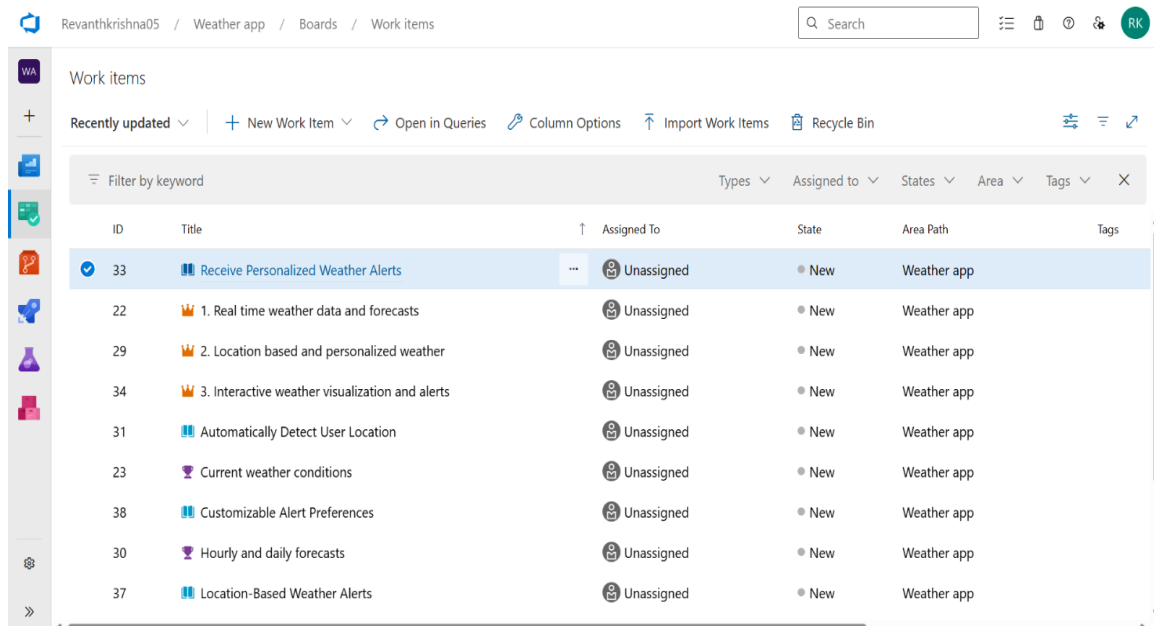 Revanthkrishna05 / Weather app / Boards / Work items Search RK
WA
Work items
Recently updated New Work Item Open in Queries Column Options Import Work Items Recycle Bin
Filter by keyword Types Assigned to States Area Tags
ID Title Assigned To State Area Path Tags
33 Receive Personalized Weather Alerts Unassigned New Weather app
22 1. Real time weather data and forecasts Unassigned New Weather app
29 2. Location based and personalized weather Unassigned New Weather app
34 3. Interactive weather visualization and alerts Unassigned New Weather app
31 Automatically Detect User Location Unassigned New Weather app
23 Current weather conditions Unassigned New Weather app
38 Customizable Alert Preferences Unassigned New Weather app
30 Hourly and daily forecasts Unassigned New Weather app
37 Location-Based Weather Alerts Unassigned New Weather app